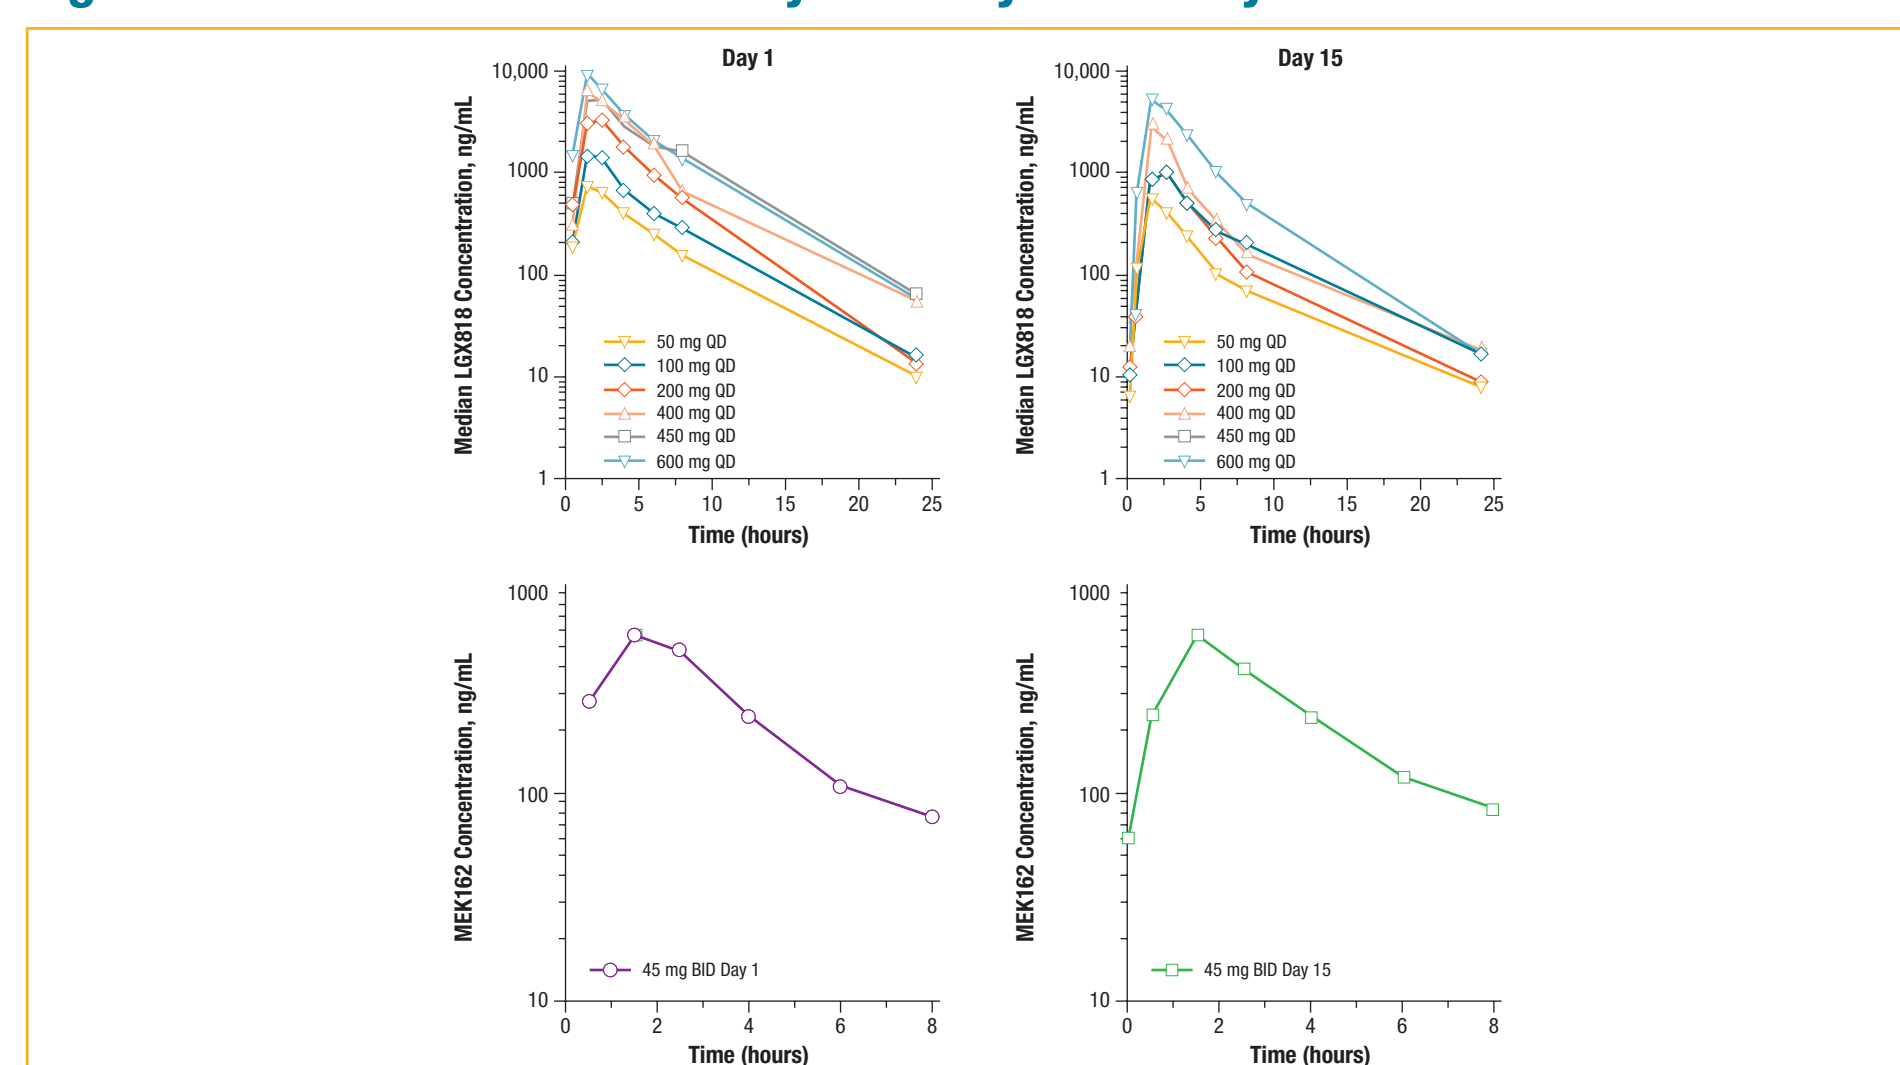 Day 1
Median LGX818 Concentration, ng/mL
10,000
1000
100
10
1
50 mg QD
100 mg QD
200 mg QD
400 mg QD
450 mg QD
600 mg QD
0 5 10 15 20 25
Time (hours)
Day 15
Median LGX818 Concentration, ng/mL
10,000
1000
100
10
1
50 mg QD
100 mg QD
200 mg QD
400 mg QD
450 mg QD
600 mg QD
0 5 10 15 20 25
Time (hours)
MEK162 Concentration, ng/mL
1000
100
10
45 mg BID Day 1
0 2 4 6 8
Time (hours)
MEK162 Concentration, ng/mL
1000
100
10
45 mg BID Day 15
0 2 4 6 8
Time (hours)